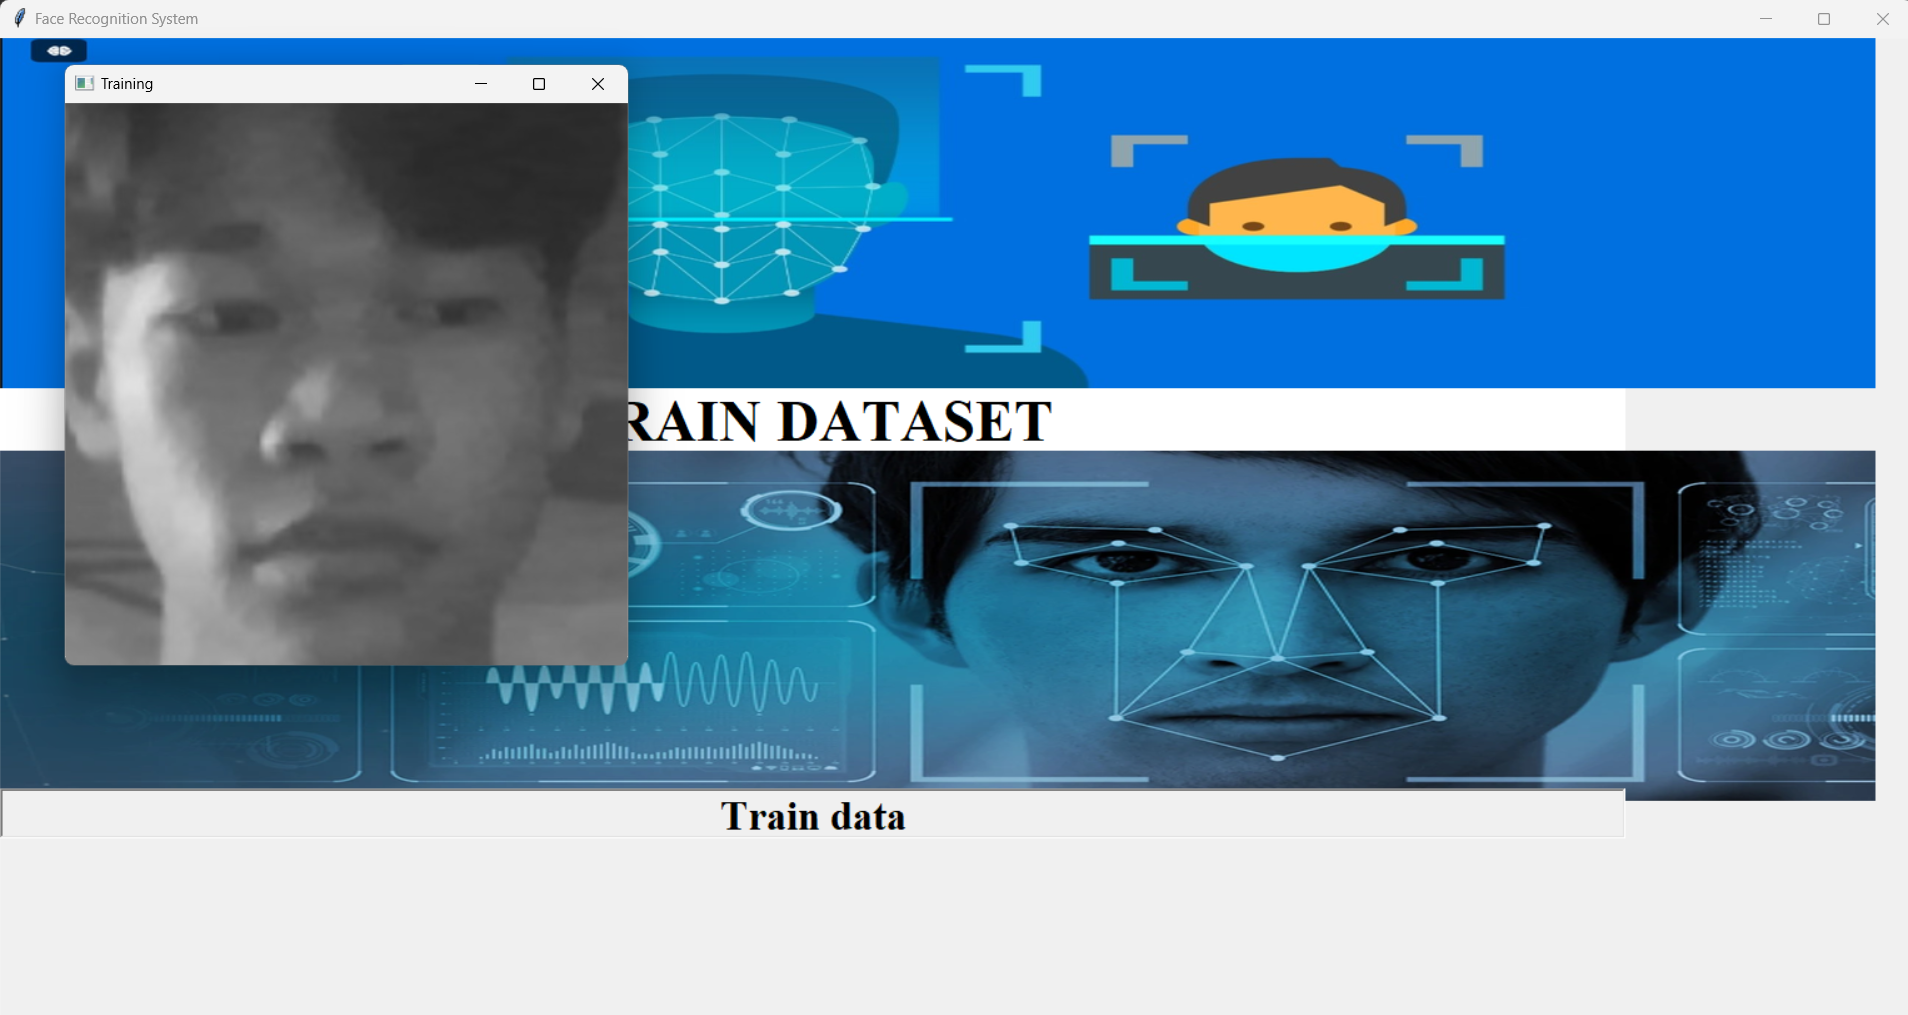 Face Recognition System
Training
RAIN DATASET
Train data